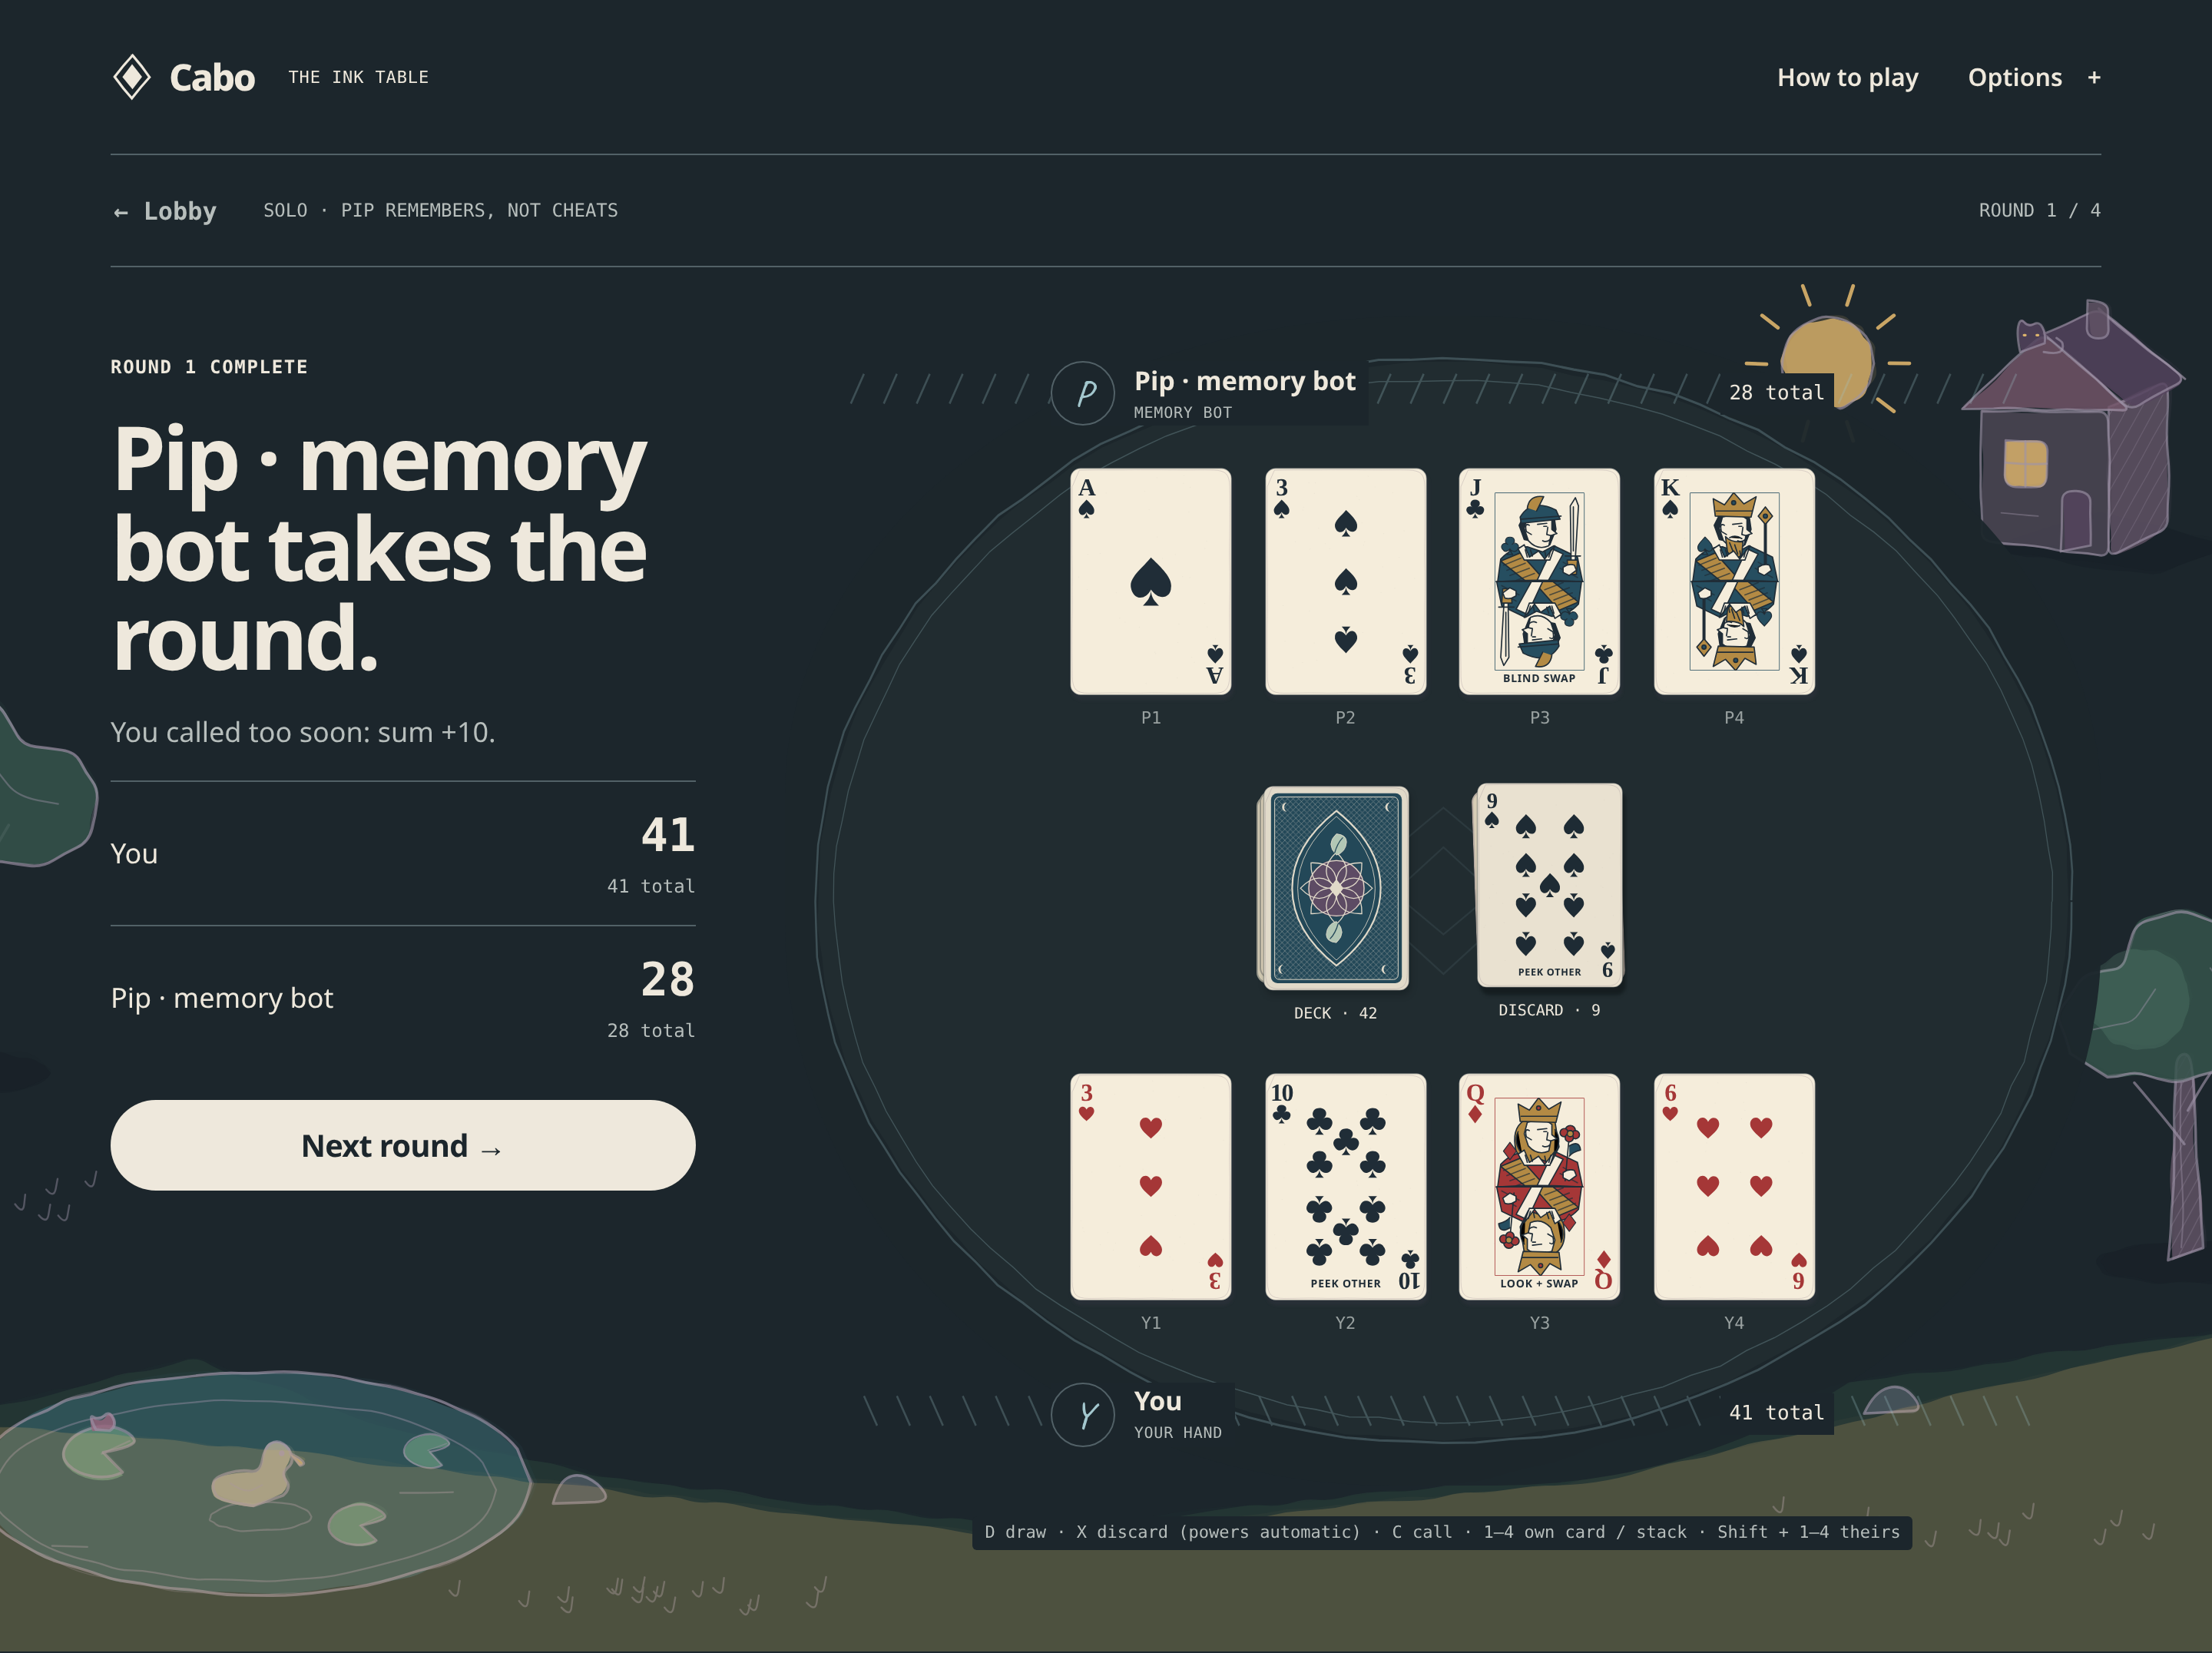 Cabo THE INK TABLE
How to play Options +
← Lobby SOLO · PIP REMEMBERS, NOT CHEATS ROUND 1 / 4
ROUND 1 COMPLETE
Pip · memory
bot takes the
round.
You called too soon: sum +10.
You 41
41 total
Pip · memory bot 28
28 total
Next round →
P Pip · memory bot
MEMORY BOT
28 total
A 3 J K
BLIND SWAP
A 3 J K
P1 P2 P3 P4
9
PEEK OTHER 9
DECK · 42 DISCARD · 9
3 10 Q 6
PEEK OTHER LOOK + SWAP
3 10 Q 6
Y1 Y2 Y3 Y4
Y You
YOUR HAND
41 total
D draw · X discard (powers automatic) · C call · 1–4 own card / stack · Shift + 1–4 theirs